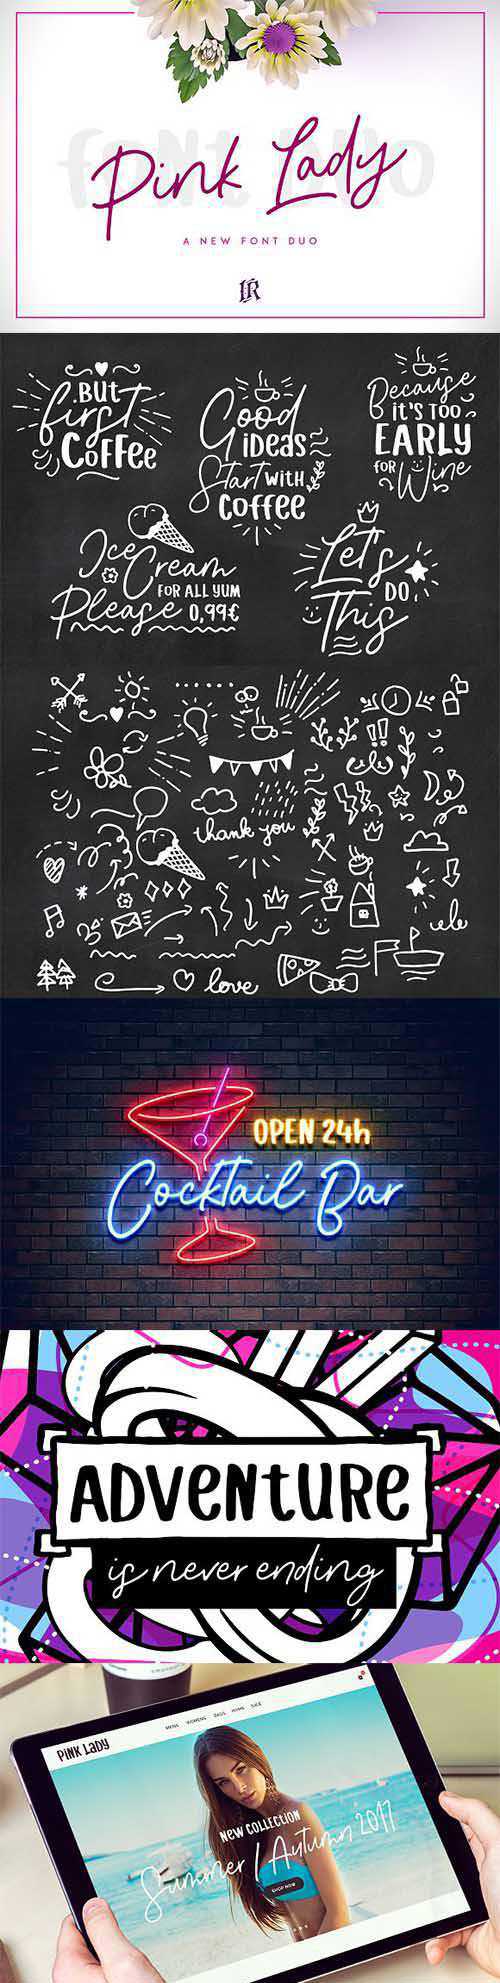 FONT DUO
Pink Lady
A NEW FONT DUO
BUT
first
COFFEE
Good
iDEAS
Start WITH
COFFEE
Because
iT'S TOO
EARLY
FOR
Wine
Ice
Cream
FOR ALL YUM
Please 0,99€
Let's
DO
This
thank you
love
OPEN 24h
Cocktail Bar
ADVENTURE
is never ending
MENS WOMENS BAGS HOME SALE
PINK LADY
NEW COLLECTION
Summer / Autumn 2017
SHOP NOW